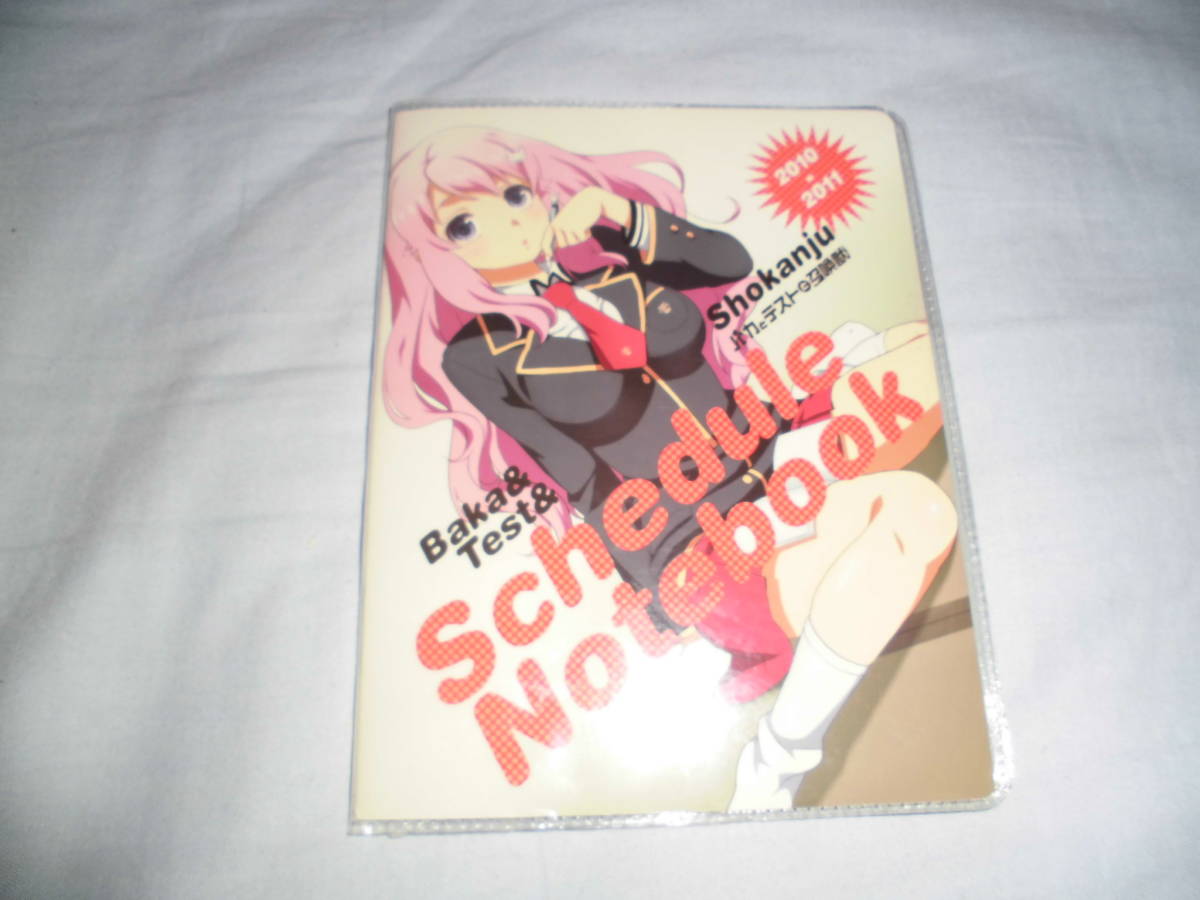 2010
2011
Shokanju
バカとテストと召喚獣
Baka&
Test&
Schedule
Notebook